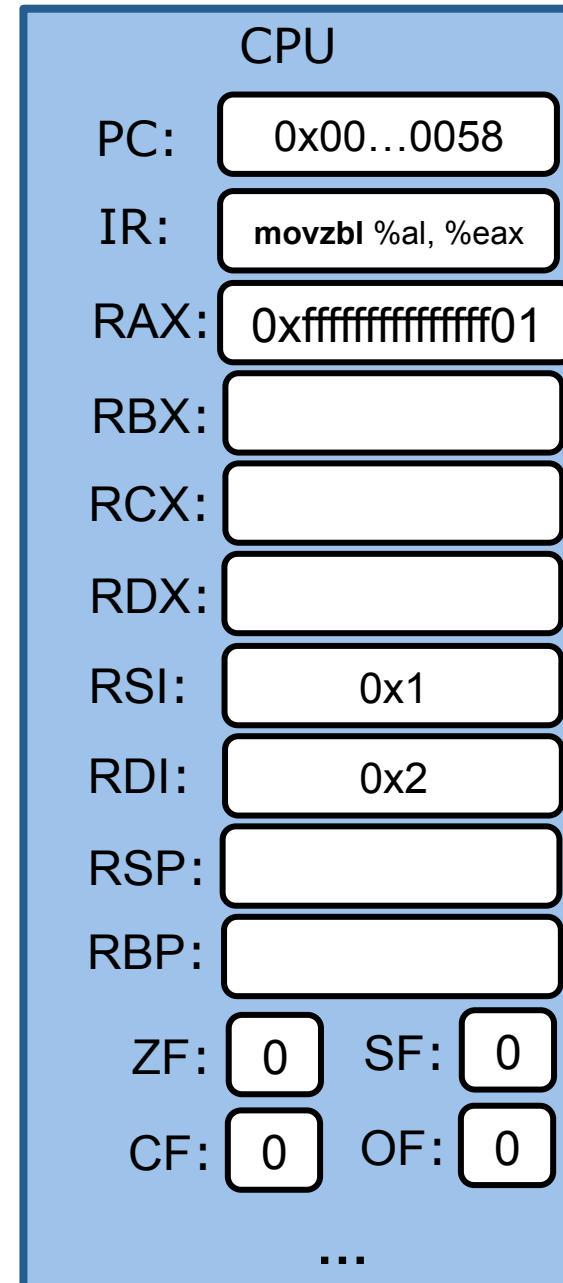 CPU
PC: 0x00…0058
IR: movzbl %al, %eax
RAX: 0xffffffffffffff01
RBX:
RCX:
RDX:
RSI: 0x1
RDI: 0x2
RSP:
RBP:
ZF: 0 SF: 0
CF: 0 OF: 0
…